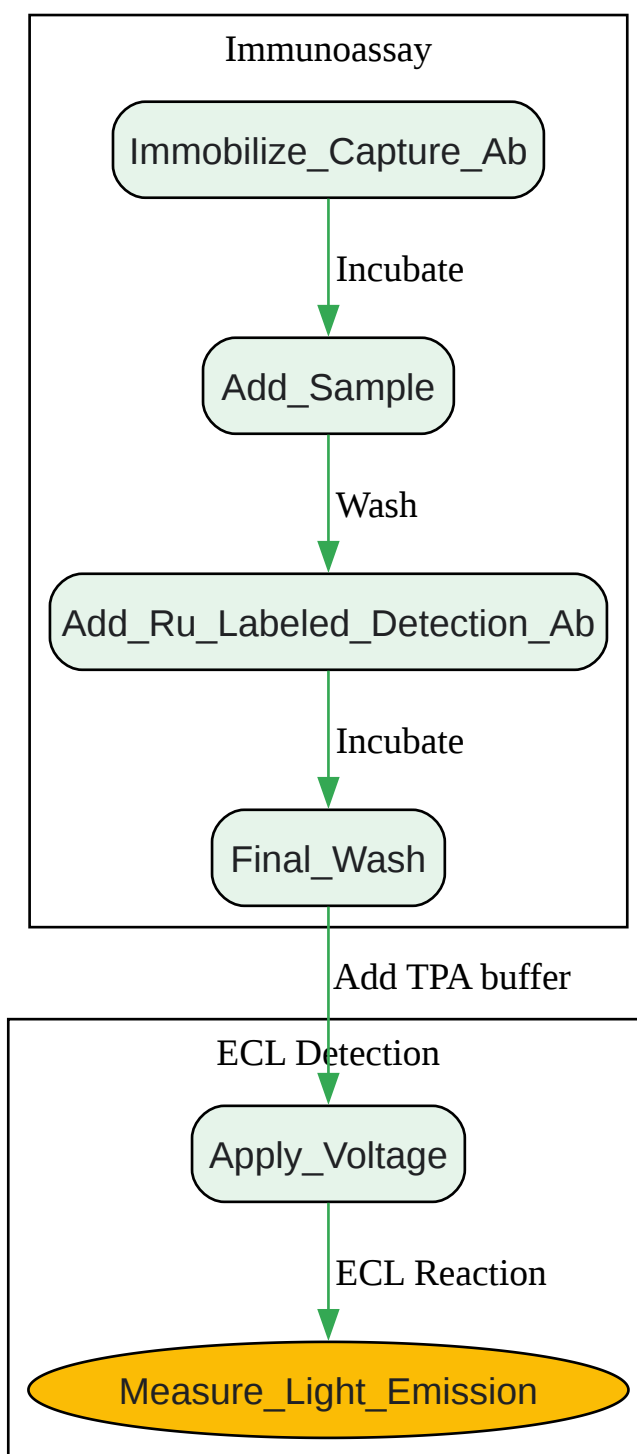 Immunoassay
Immobilize_Capture_Ab
Incubate
Add_Sample
Wash
Add_Ru_Labeled_Detection_Ab
Incubate
Final_Wash
Add TPA buffer
ECL Detection
Apply_Voltage
ECL Reaction
Measure_Light_Emission